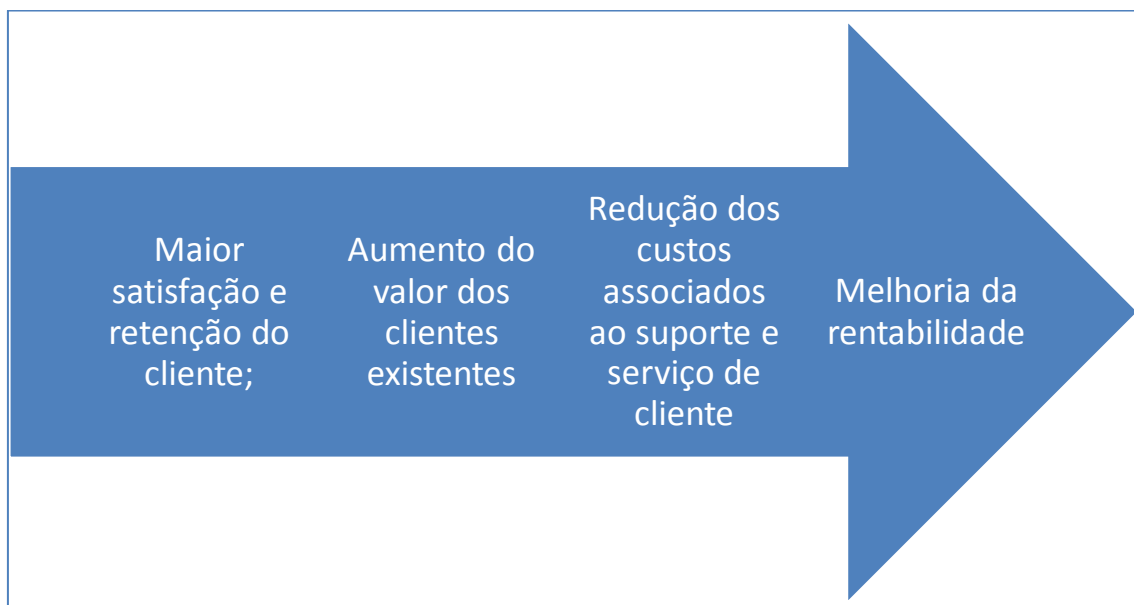 Maior
satisfação e
retenção do
cliente;
Aumento do
valor dos
clientes
existentes
Redução dos
custos
associados
ao suporte e
serviço de
cliente
Melhoria da
rentabilidade